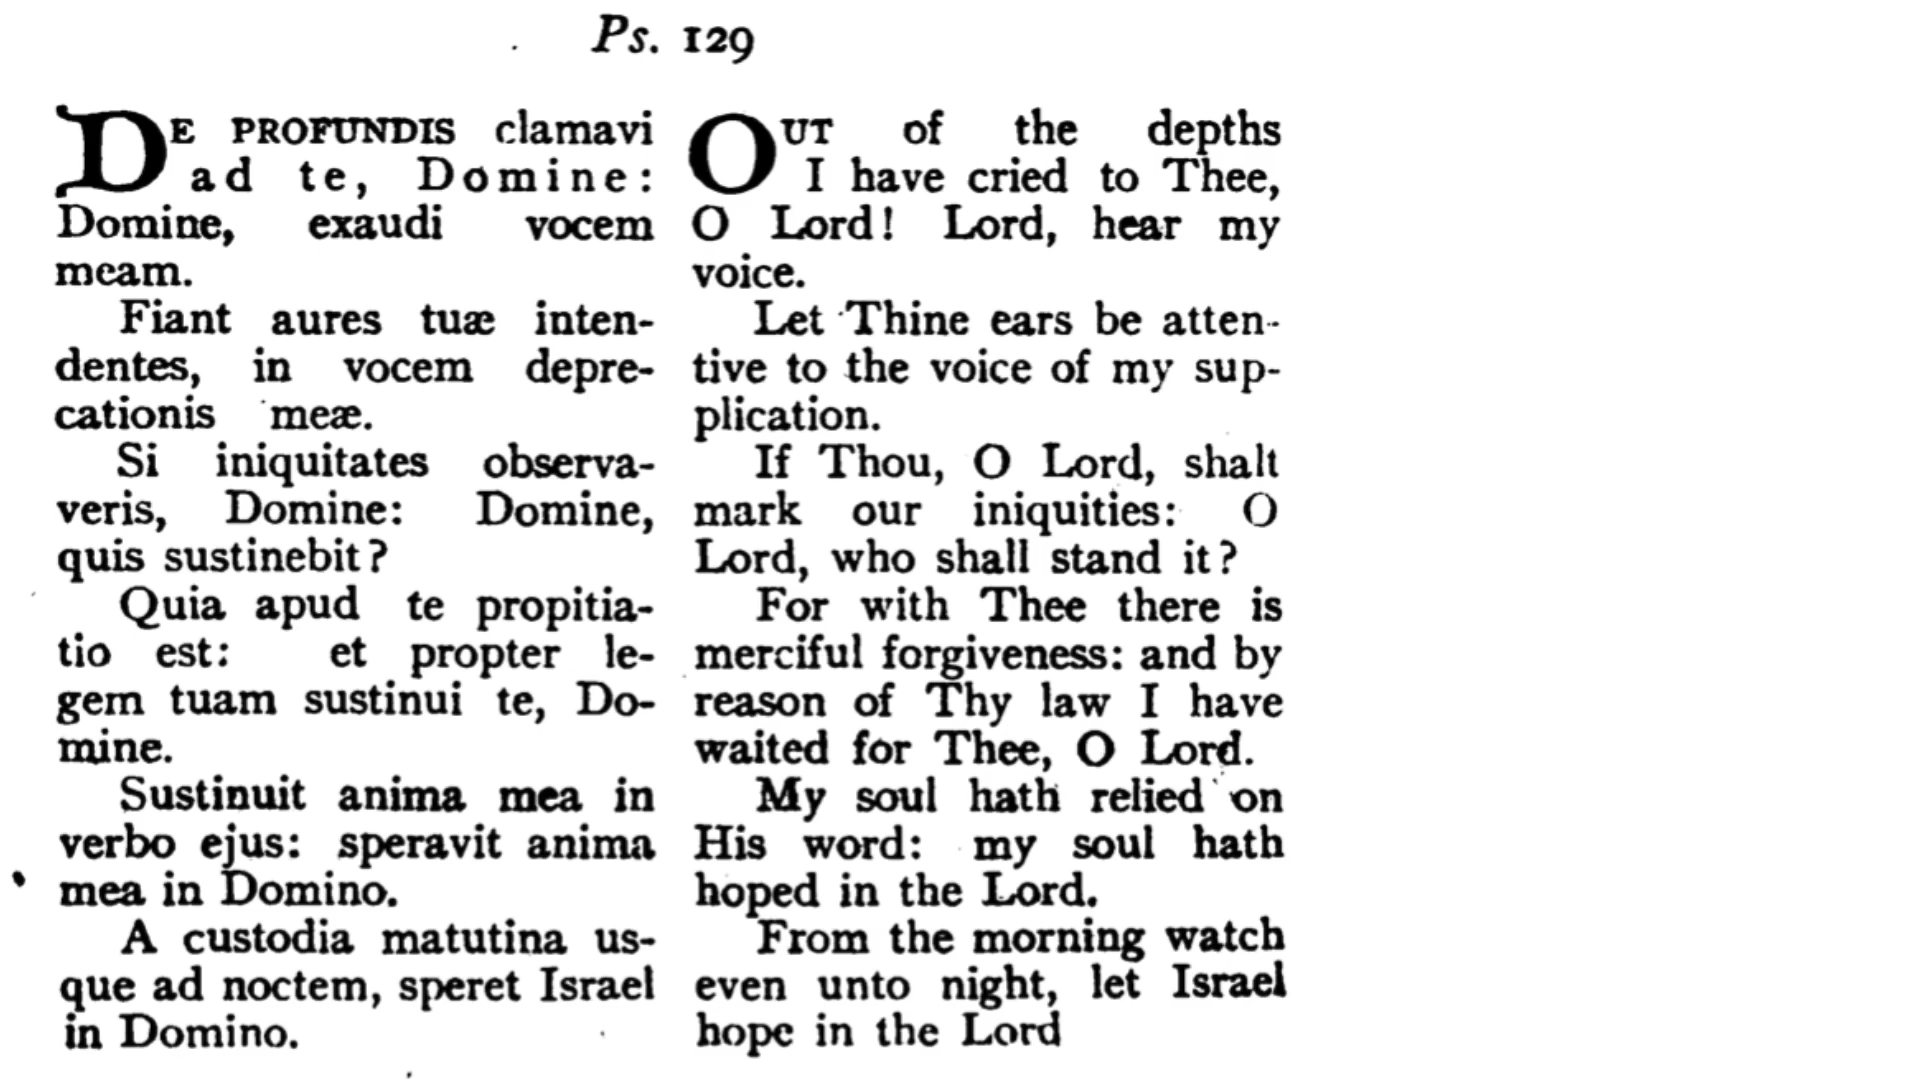 Ps. 129
DE PROFUNDIS clamavi
ad te, Domine:
Domine, exaudi vocem
meam.
Fiant aures tuæ inten-
dentes, in vocem depre-
cationis meæ.
Si iniquitates observa-
veris, Domine: Domine,
quis sustinebit?
Quia apud te propitia-
tio est: et propter le-
gem tuam sustinui te, Do-
mine.
Sustinuit anima mea in
verbo ejus: speravit anima
mea in Domino.
A custodia matutina us-
que ad noctem, speret Israel
in Domino.
OUT of the depths
I have cried to Thee,
O Lord! Lord, hear my
voice.
Let Thine ears be atten-
tive to the voice of my sup-
plication.
If Thou, O Lord, shalt
mark our iniquities: O
Lord, who shall stand it?
For with Thee there is
merciful forgiveness: and by
reason of Thy law I have
waited for Thee, O Lord.
My soul hath relied on
His word: my soul hath
hoped in the Lord.
From the morning watch
even unto night, let Israel
hope in the Lord